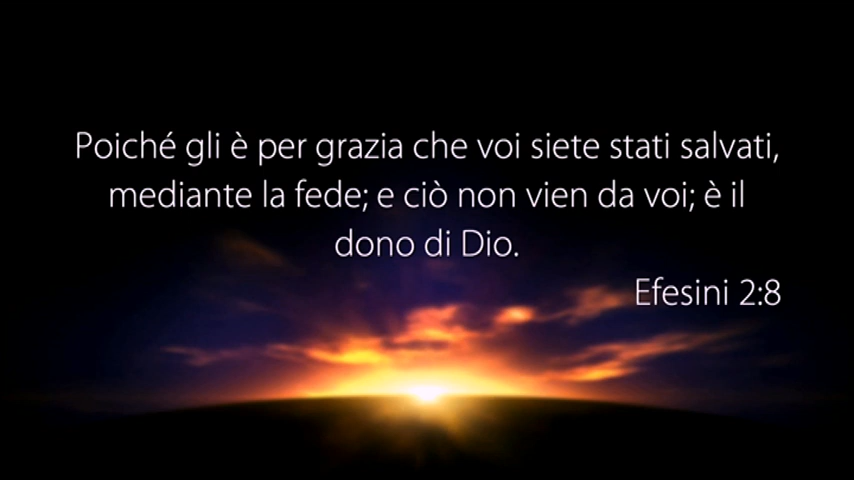 Poiché gli è per grazia che voi siete stati salvati,
mediante la fede; e ciò non vien da voi; è il
dono di Dio.
Efesini 2:8